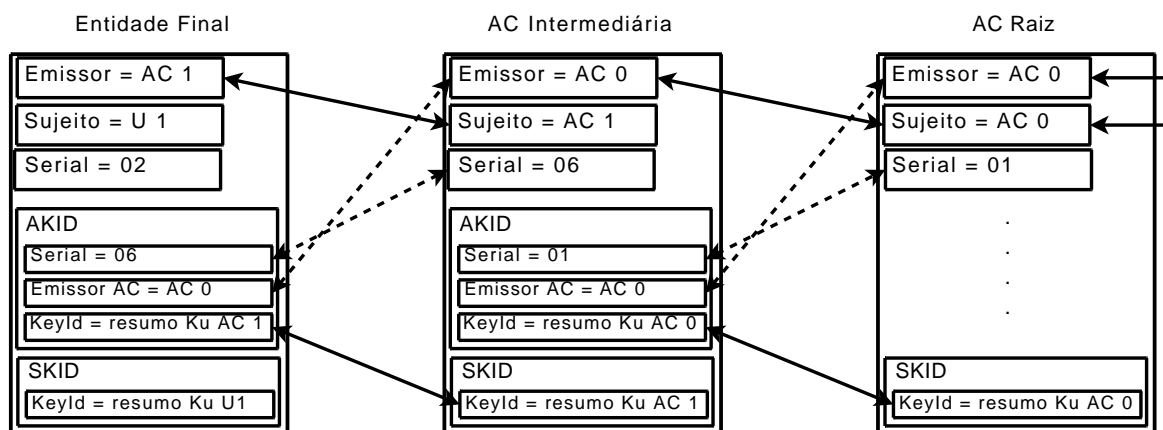 Entidade Final
Emissor = AC 1
Sujeito = U 1
Serial = 02
AKID
Serial = 06
Emissor AC = AC 0
KeyId = resumo Ku AC 1
SKID
KeyId = resumo Ku U1
AC Intermediária
Emissor = AC 0
Sujeito = AC 1
Serial = 06
AKID
Serial = 01
Emissor AC = AC 0
KeyId = resumo Ku AC 0
SKID
KeyId = resumo Ku AC 1
AC Raiz
Emissor = AC 0
Sujeito = AC 0
Serial = 01
.
.
.
.
SKID
KeyId = resumo Ku AC 0